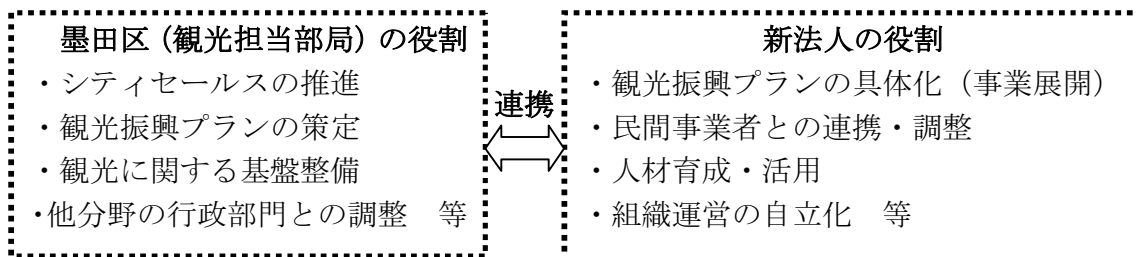 墨田区（観光担当部局）の役割
・シティセールスの推進
・観光振興プランの策定
・観光に関する基盤整備
・他分野の行政部門との調整　等
連携
新法人の役割
・観光振興プランの具体化（事業展開）
・民間事業者との連携・調整
・人材育成・活用
・組織運営の自立化　等